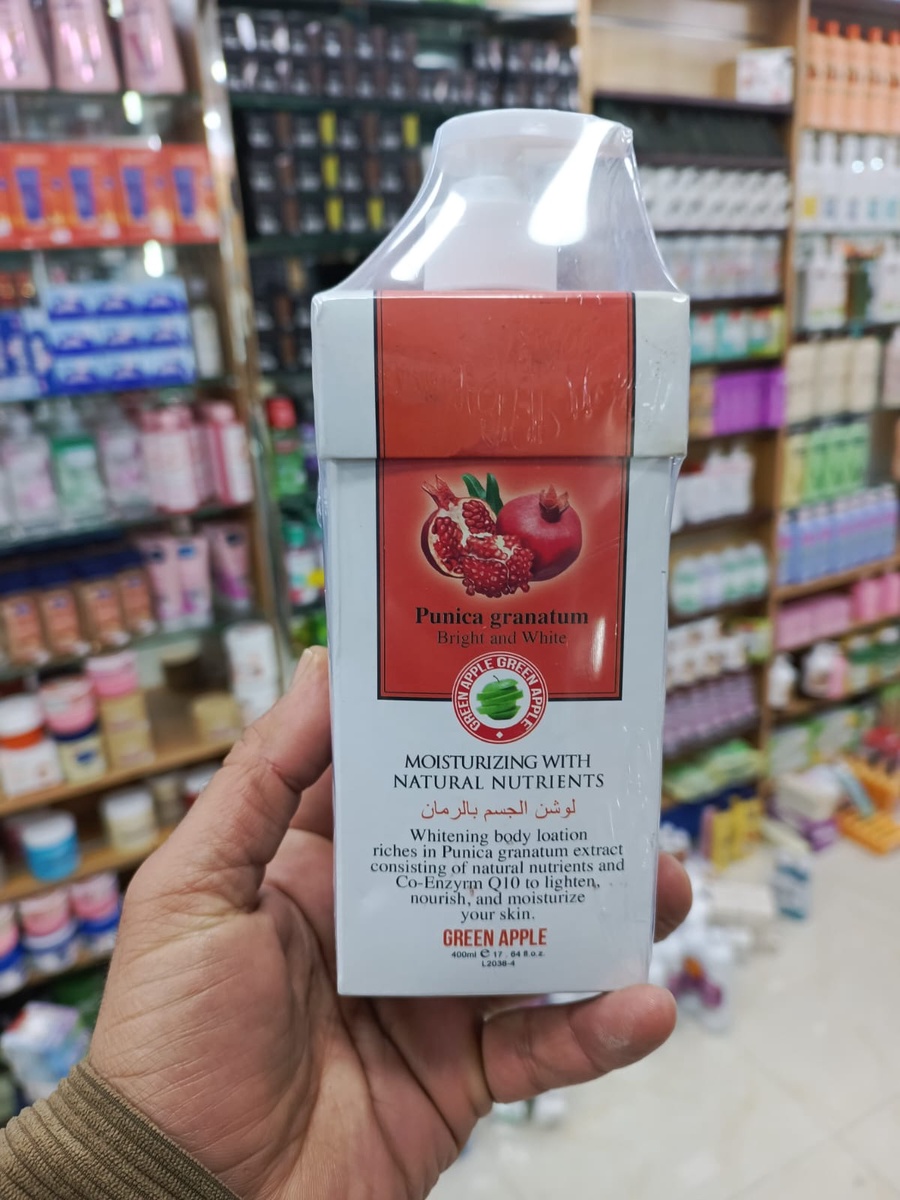 Punica granatum
Bright and White
GREEN APPLE GREEN APPLE
MOISTURIZING WITH
NATURAL NUTRIENTS
لوشن الجسم بالرمان
Whitening body loation
riches in Punica granatum extract
consisting of natural nutrients and
Co-Enzyrm Q10 to lighten,
nourish, and moisturize
your skin.
GREEN APPLE
400ml e 17 . 64 fl.o.z.
L2036-4